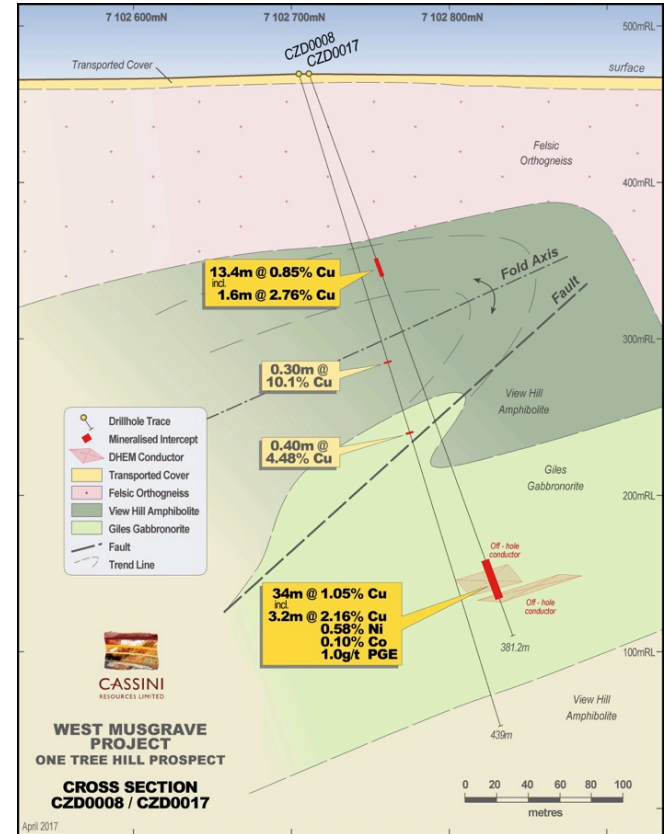 7 102 600mN
7 102 700mN
7 102 800mN
500mRL
CZD0008
CZD0017
Transported Cover
surface
Felsic
Orthogneiss
400mRL
13.4m @ 0.85% Cu
incl.
1.6m @ 2.76% Cu
Fold Axis
Fault
300mRL
0.30m @
10.1% Cu
View Hill
Amphibolite
0.40m @
4.48% Cu
Giles
Gabbronorite
200mRL
Drillhole Trace
Mineralised Intercept
DHEM Conductor
Transported Cover
Felsic Orthogneiss
View Hill Amphibolite
Giles Gabbronorite
Fault
Trend Line
Off - hole
conductor
34m @ 1.05% Cu
incl.
3.2m @ 2.16% Cu
0.58% Ni
0.10% Co
1.0g/t PGE
Off - hole
conductor
381.2m
100mRL
CASSINI
RESOURCES LIMITED
View Hill
Amphibolite
WEST MUSGRAVE
PROJECT
ONE TREE HILL PROSPECT
439m
CROSS SECTION
CZD0008 / CZD0017
0 20 40 60 80 100
metres
April 2017